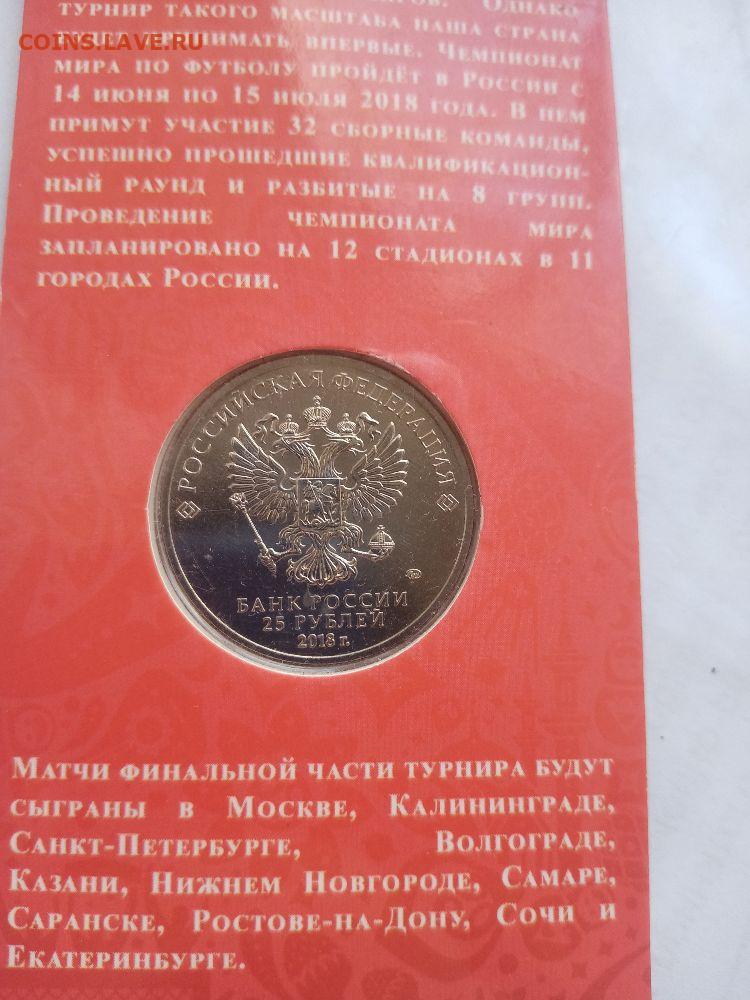 Однако
COINS.LAVE.RU
турнир такого масштаба наша страна
впервые. Чемпионат
мира по футболу пройдёт в России с
14 июня по 15 июля 2018 года. В нем
примут участие 32 сборные команды,
успешно прошедшие квалификацион-
ный раунд и разбитые на 8 групп.
Проведение чемпионата мира
запланировано на 12 стадионах в 11
городах России.
РОССИЙСКАЯ ФЕДЕРАЦИЯ
БАНК РОССИИ
25 РУБЛЕЙ
2018 г.
Матчи финальной части турнира будут
сыграны в Москве, Калининграде,
Санкт-Петербурге, Волгограде,
Казани, Нижнем Новгороде, Самаре,
Саранске, Ростове-на-Дону, Сочи и
Екатеринбурге.